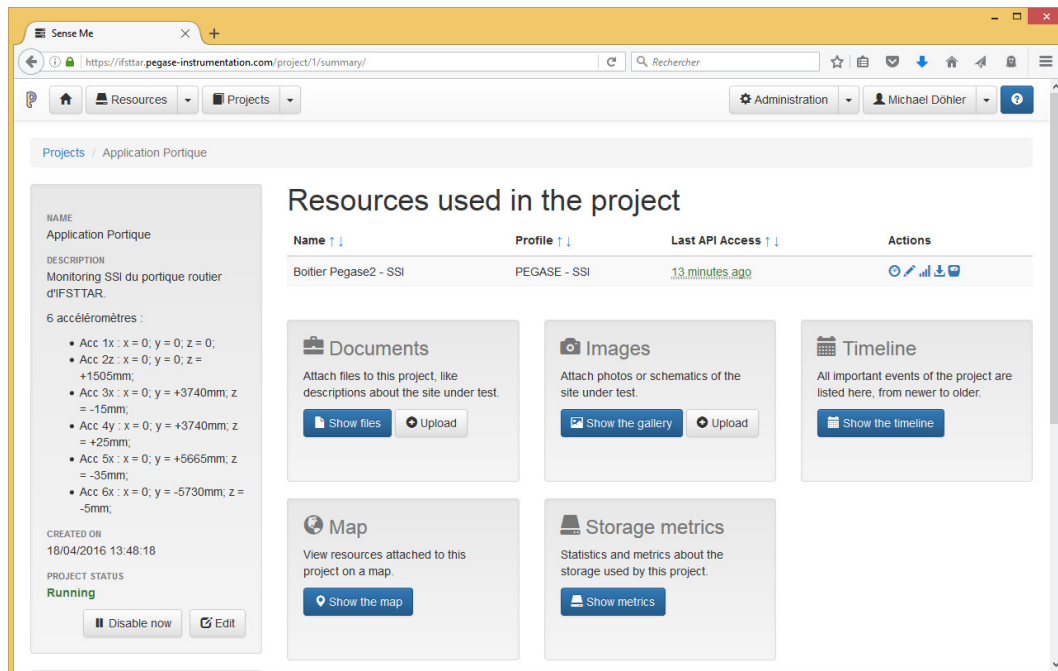 Sense Me
https://ifsttar.pegase-instrumentation.com/project/1/summary/
Rechercher
Resources
Projects
Administration
Michael Döhler
?
Projects / Application Portique
NAME
Application Portique
DESCRIPTION
Monitoring SSI du portique routier
d'IFSTTAR.
6 accéléromètres :
• Acc 1x : x = 0; y = 0; z = 0;
• Acc 2z : x = 0; y = 0; z =
+1505mm;
• Acc 3x : x = 0; y = +3740mm; z
= -15mm;
• Acc 4y : x = 0; y = +3740mm; z
= +25mm;
• Acc 5x : x = 0; y = +5665mm; z
= -35mm;
• Acc 6x : x = 0; y = -5730mm; z =
-5mm;
CREATED ON
18/04/2016 13:48:18
PROJECT STATUS
Running
Disable now
Edit
Resources used in the project
Name ↑↓ Profile ↑↓ Last API Access ↑↓ Actions
Boitier Pegase2 - SSI PEGASE - SSI 13 minutes ago
Documents
Attach files to this project, like
descriptions about the site under test.
Show files
Upload
Images
Attach photos or schematics of the
site under test.
Show the gallery
Upload
Timeline
All important events of the project are
listed here, from newer to older.
Show the timeline
Map
View resources attached to this
project on a map.
Show the map
Storage metrics
Statistics and metrics about the
storage used by this project.
Show metrics